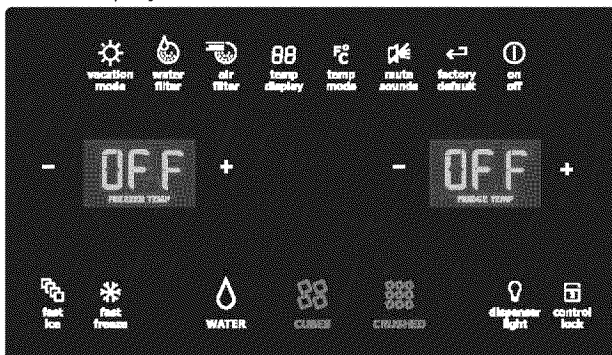 vacation water air temp temp mute factory on
mode filter filter display mode sounds default off
- OFF + - OFF +
FREEZER TEMP FRIDGE TEMP
fast fast dispenser control
ice freeze WATER CUBES CRUSHED light lock